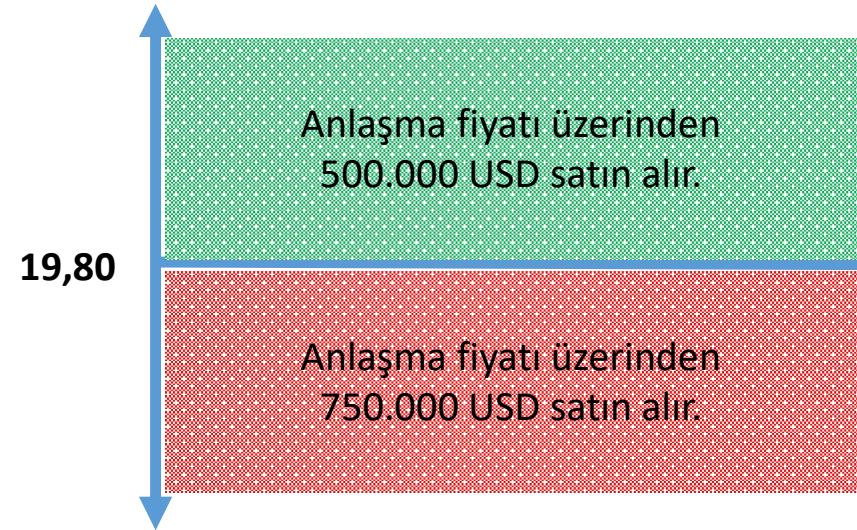 Anlaşma fiyatı üzerinden
500.000 USD satın alır.
19,80
Anlaşma fiyatı üzerinden
750.000 USD satın alır.